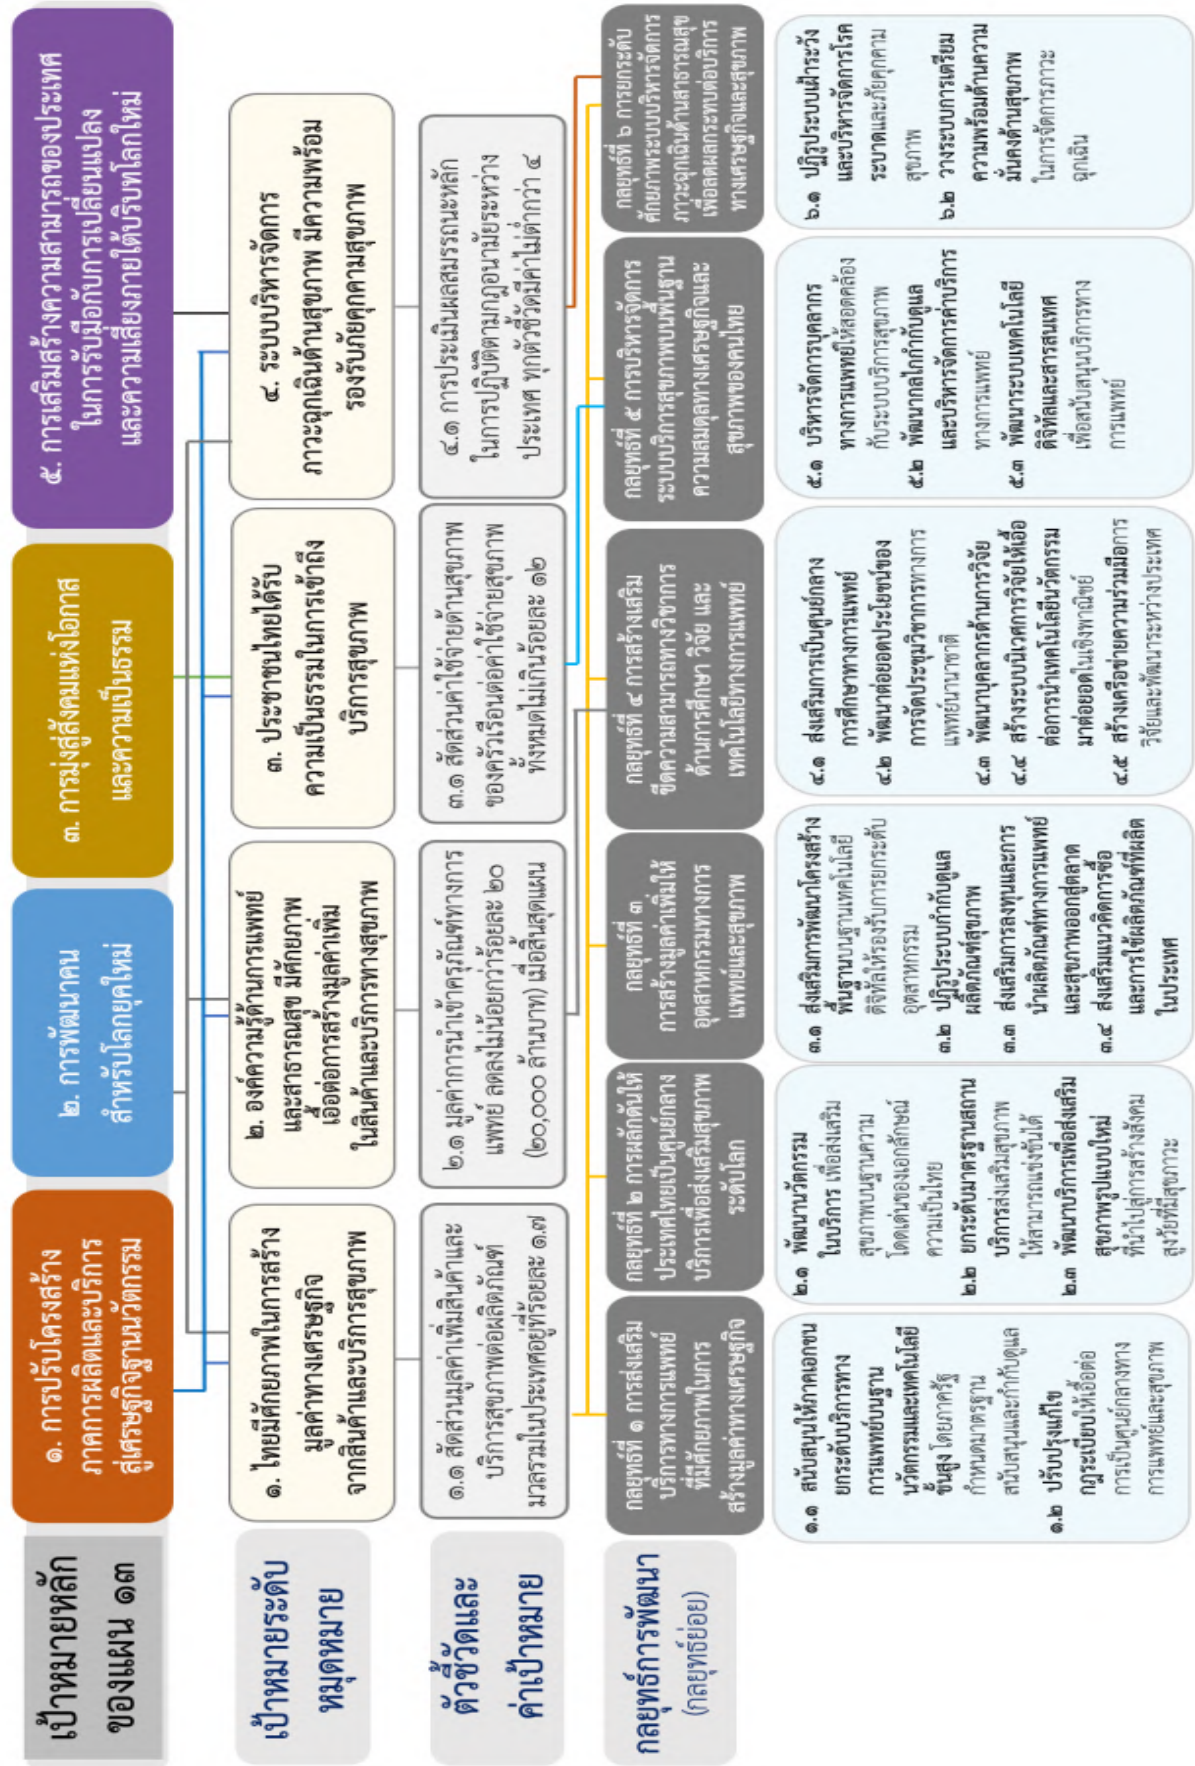 เป้าหมายหลัก
ของแผน ๑๓
๑. การปรับโครงสร้าง
ภาคการผลิตและบริการ
สู่เศรษฐกิจฐานนวัตกรรม
๒. การพัฒนาคน
สำหรับโลกยุคใหม่
๓. การมุ่งสู่สังคมแห่งโอกาส
และความเป็นธรรม
๕. การเสริมสร้างความสามารถของประเทศ
ในการรับมือกับการเปลี่ยนแปลง
และความเสี่ยงภายใต้บริบทโลกใหม่
เป้าหมายระดับ
หมุดหมาย
๑. ไทยมีศักยภาพในการสร้าง
มูลค่าทางเศรษฐกิจ
จากสินค้าและบริการสุขภาพ
๒. องค์ความรู้ด้านการแพทย์
และสาธารณสุข มีศักยภาพ
เอื้อต่อการสร้างมูลค่าเพิ่ม
ในสินค้าและบริการทางสุขภาพ
๓. ประชาชนไทยได้รับ
ความเป็นธรรมในการเข้าถึง
บริการสุขภาพ
๔. ระบบบริหารจัดการ
ภาวะฉุกเฉินด้านสุขภาพ มีความพร้อม
รองรับภัยคุกคามสุขภาพ
ตัวชี้วัดและ
ค่าเป้าหมาย
๑.๑ สัดส่วนมูลค่าเพิ่มสินค้าและ
บริการสุขภาพต่อผลิตภัณฑ์
มวลรวมในประเทศอยู่ที่ร้อยละ ๑.๗
๒.๑ มูลค่าการนำเข้าครุภัณฑ์ทางการ
แพทย์ ลดลงไม่น้อยกว่าร้อยละ ๒๐
(๒๐,๐๐๐ ล้านบาท) เมื่อสิ้นสุดแผน
๓.๑ สัดส่วนค่าใช้จ่ายด้านสุขภาพ
ของครัวเรือนต่อค่าใช้จ่ายสุขภาพ
ทั้งหมดไม่เกินร้อยละ ๑๒
๔.๑ การประเมินผลสมรรถนะหลัก
ในการปฏิบัติตามกฎอนามัยระหว่าง
ประเทศ ทุกตัวชี้วัดมีค่าไม่ต่ำกว่า ๔
กลยุทธ์การพัฒนา
(กลยุทธ์ย่อย)
กลยุทธ์ที่ ๑ การส่งเสริม
บริการทางการแพทย์
ที่มีศักยภาพในการ
สร้างมูลค่าทางเศรษฐกิจ
กลยุทธ์ที่ ๒ การผลักดันให้
ประเทศไทยเป็นศูนย์กลาง
บริการเพื่อส่งเสริมสุขภาพ
ระดับโลก
กลยุทธ์ที่ ๓
การสร้างมูลค่าเพิ่มให้
อุตสาหกรรมทางการ
แพทย์และสุขภาพ
กลยุทธ์ที่ ๔ การสร้างเสริม
ขีดความสามารถทางวิชาการ
ด้านการศึกษา วิจัย และ
เทคโนโลยีทางการแพทย์
กลยุทธ์ที่ ๕ การบริหารจัดการ
ระบบบริการสุขภาพบนพื้นฐาน
ความสมดุลทางเศรษฐกิจและ
สุขภาพของคนไทย
กลยุทธ์ที่ ๖ การยกระดับ
ศักยภาพระบบบริหารจัดการ
ภาวะฉุกเฉินด้านสาธารณสุข
เพื่อลดผลกระทบต่อบริการ
ทางเศรษฐกิจและสุขภาพ
๑.๑ สนับสนุนให้ภาคเอกชน
ยกระดับบริการทาง
การแพทย์บนฐาน
นวัตกรรมและเทคโนโลยี
ขั้นสูง โดยภาครัฐ
กำหนดมาตรฐาน
สนับสนุนและกำกับดูแล
๑.๒ ปรับปรุงแก้ไข
กฎระเบียบให้เอื้อต่อ
การเป็นศูนย์กลางทาง
การแพทย์และสุขภาพ
๒.๑ พัฒนานวัตกรรม
ในบริการ เพื่อส่งเสริม
สุขภาพบนฐานความ
โดดเด่นของเอกลักษณ์
ความเป็นไทย
๒.๒ ยกระดับมาตรฐานสถาน
บริการส่งเสริมสุขภาพ
ให้สามารถแข่งขันได้
๒.๓ พัฒนาบริการเพื่อส่งเสริม
สุขภาพรูปแบบใหม่
ที่นำไปสู่การสร้างสังคม
สูงวัยที่มีสุขภาวะ
๓.๑ ส่งเสริมการพัฒนาโครงสร้าง
พื้นฐานบนฐานเทคโนโลยี
ดิจิทัลให้รองรับการยกระดับ
อุตสาหกรรม
๓.๒ ปฏิรูประบบกำกับดูแล
ผลิตภัณฑ์สุขภาพ
๓.๓ ส่งเสริมการลงทุนและการ
นำผลิตภัณฑ์ทางการแพทย์
และสุขภาพออกสู่ตลาด
๓.๔ ส่งเสริมแนวคิดการซื้อ
และการใช้ผลิตภัณฑ์ที่ผลิต
ในประเทศ
๔.๑ ส่งเสริมการเป็นศูนย์กลาง
การศึกษาทางการแพทย์
๔.๒ พัฒนาต่อยอดประโยชน์ของ
การจัดประชุมวิชาการทางการ
แพทย์นานาชาติ
๔.๓ พัฒนาบุคลากรด้านการวิจัย
๔.๔ สร้างระบบนิเวศการวิจัยให้เอื้อ
ต่อการนำเทคโนโลยีนวัตกรรม
มาต่อยอดในเชิงพาณิชย์
๔.๕ สร้างเครือข่ายความร่วมมือการ
วิจัยและพัฒนาระหว่างประเทศ
๕.๑ บริหารจัดการบุคลากร
ทางการแพทย์ให้สอดคล้อง
กับระบบบริการสุขภาพ
๕.๒ พัฒนากลไกกำกับดูแล
และบริหารจัดการค่าบริการ
ทางการแพทย์
๕.๓ พัฒนาระบบเทคโนโลยี
ดิจิทัลและสารสนเทศ
เพื่อสนับสนุนบริการทาง
การแพทย์
๖.๑ ปฏิรูประบบเฝ้าระวัง
และบริหารจัดการโรค
ระบาดและภัยคุกคาม
สุขภาพ
๖.๒ วางระบบการเตรียม
ความพร้อมด้านความ
มั่นคงด้านสุขภาพ
ในการจัดการภาวะ
ฉุกเฉิน